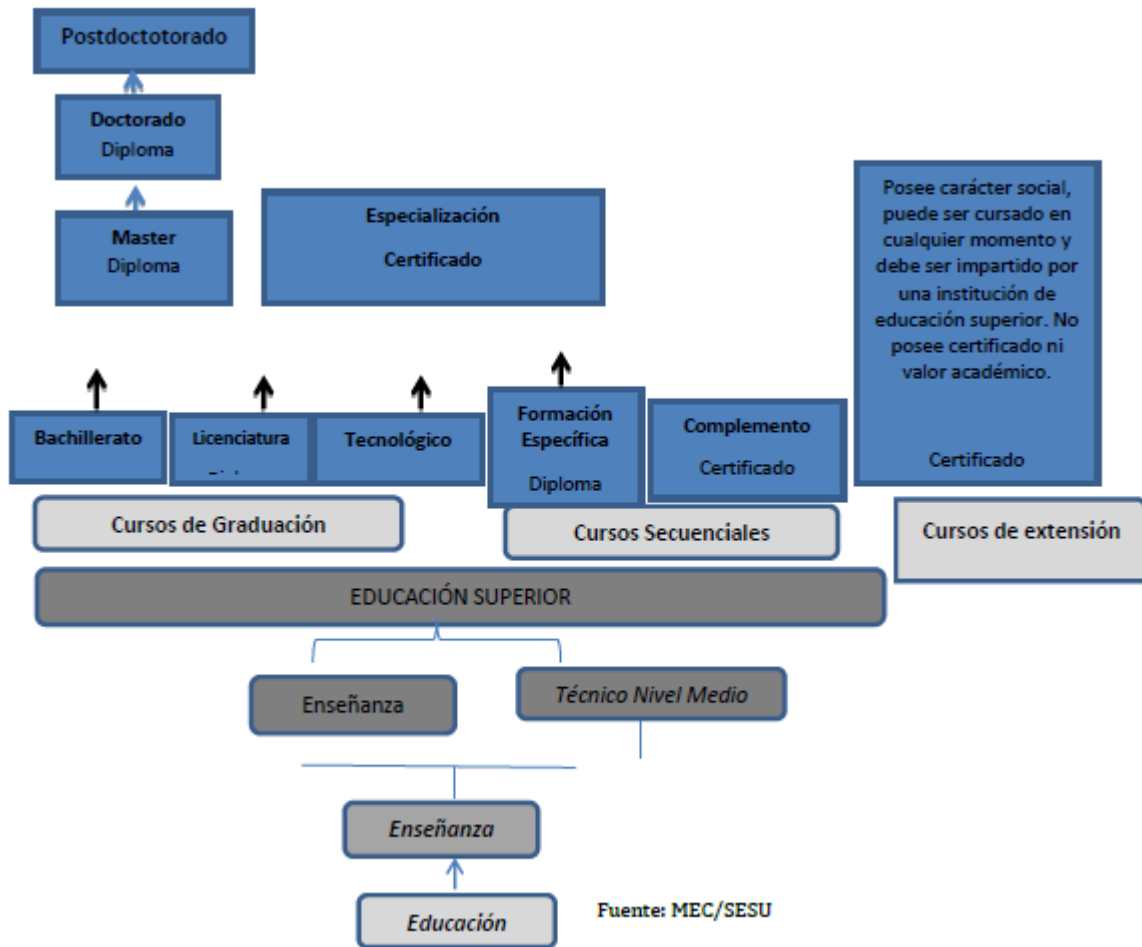 Postdoctotorado
Doctorado
Diploma
Master
Diploma
Especialización
Certificado
Posee carácter social,
puede ser cursado en
cualquier momento y
debe ser impartido por
una institución de
educación superior. No
posee certificado ni
valor académico.
Certificado
Bachillerato
Licenciatura
Tecnológico
Formación
Específica
Diploma
Complemento
Certificado
Cursos de Graduación
Cursos Secuenciales
Cursos de extensión
EDUCACIÓN SUPERIOR
Enseñanza
Técnico Nivel Medio
Enseñanza
Educación
Fuente: MEC/SESU